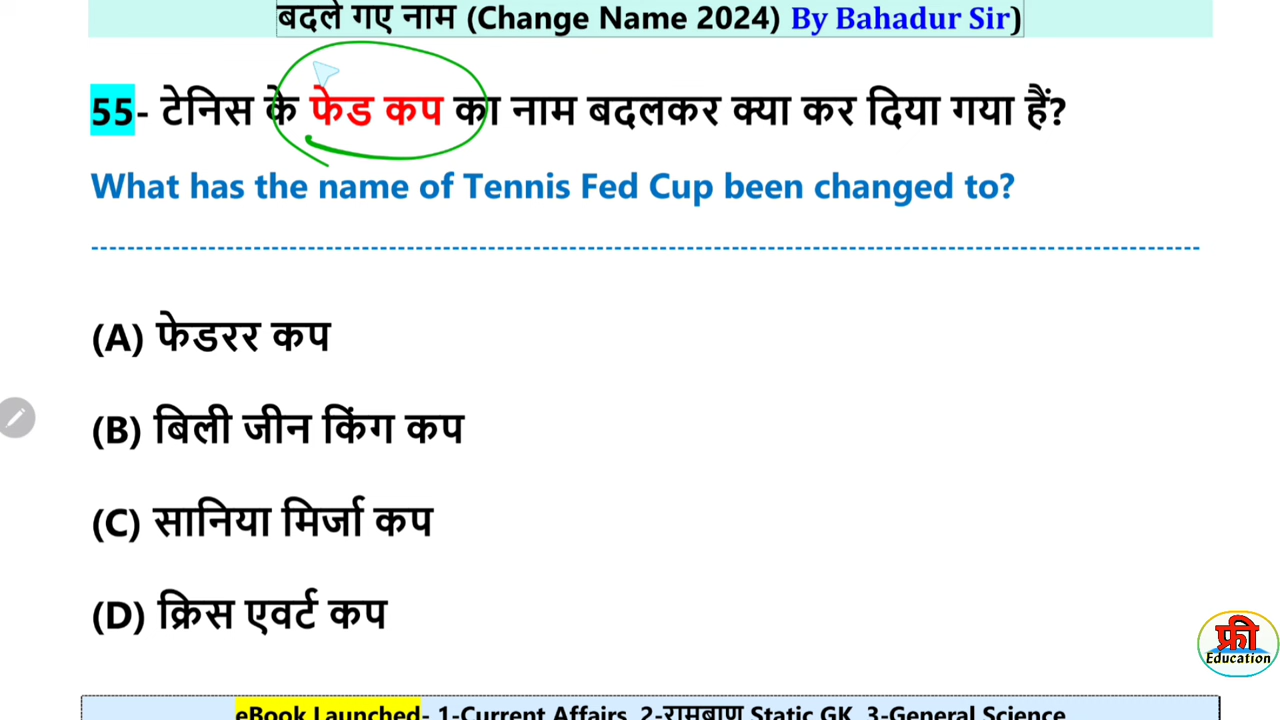 बदले गए नाम (Change Name 2024) By Bahadur Sir)
55- टेनिस के फेड कप का नाम बदलकर क्या कर दिया गया हैं?
What has the name of Tennis Fed Cup been changed to?
(A) फेडरर कप
(B) बिली जीन किंग कप
(C) सानिया मिर्जा कप
(D) क्रिस एवर्ट कप
फ्री
Education
eBook Launched- 1-Current Affairs, 2-रामबाण Static GK, 3-General Science